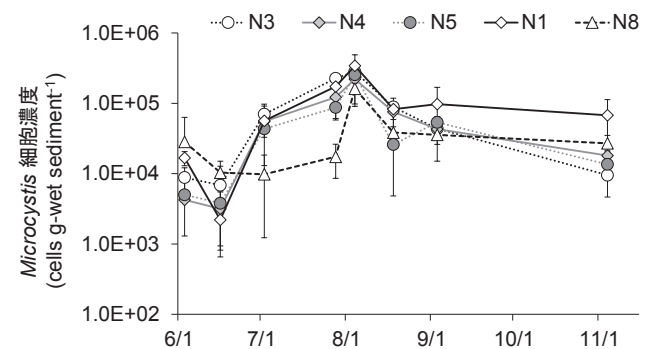 N3 N4 N5 N1 N8
1.0E+06
1.0E+05
1.0E+04
1.0E+03
1.0E+02
Microcystis 細胞濃度
(cells g-wet sediment⁻¹)
6/1 7/1 8/1 9/1 10/1 11/1